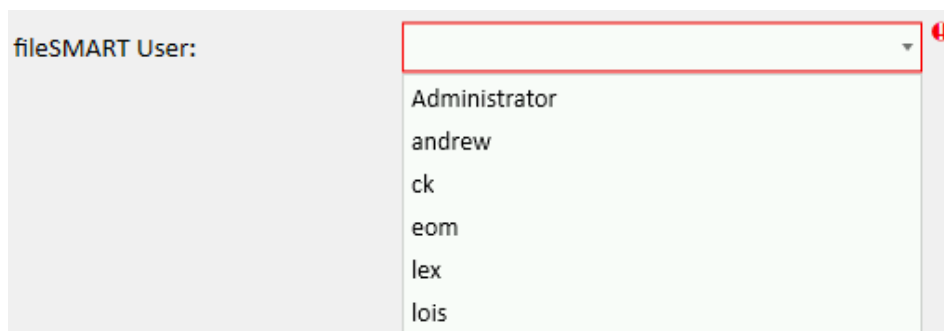 fileSMART User:
Administrator
andrew
ck
eom
lex
lois